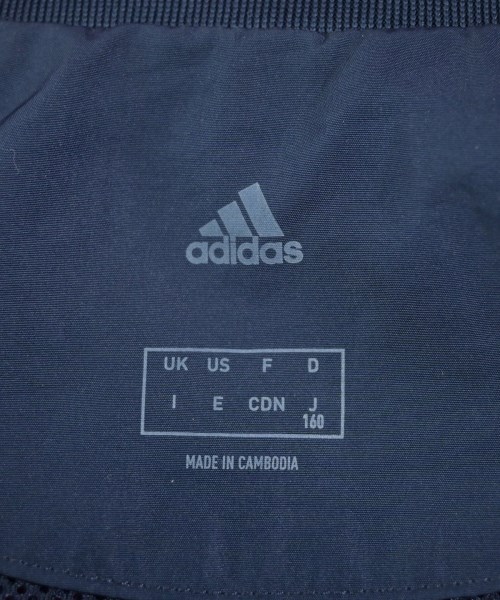 adidas
UK US F D
I E CDN J
160
MADE IN CAMBODIA